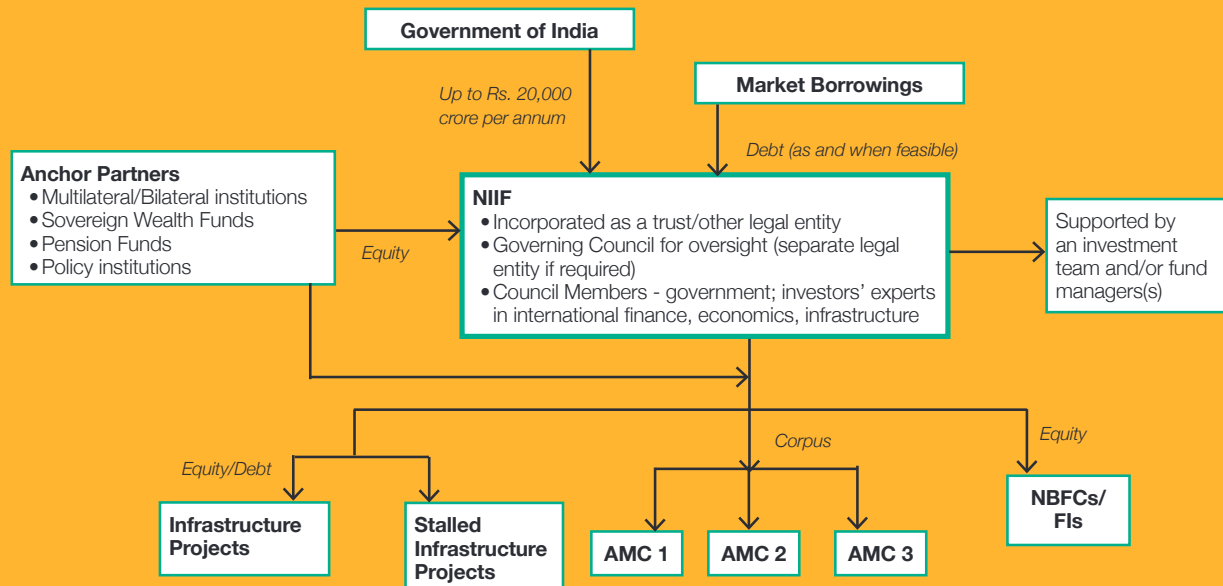 Government of India
Up to Rs. 20,000
crore per annum
Market Borrowings
Debt (as and when feasible)
Anchor Partners
• Multilateral/Bilateral institutions
• Sovereign Wealth Funds
• Pension Funds
• Policy institutions
Equity
NIIF
• Incorporated as a trust/other legal entity
• Governing Council for oversight (separate legal
entity if required)
• Council Members - government; investors’ experts
in international finance, economics, infrastructure
Supported by
an investment
team and/or fund
managers(s)
Equity/Debt
Corpus
Equity
Infrastructure
Projects
Stalled
Infrastructure
Projects
AMC 1
AMC 2
AMC 3
NBFCs/
FIs